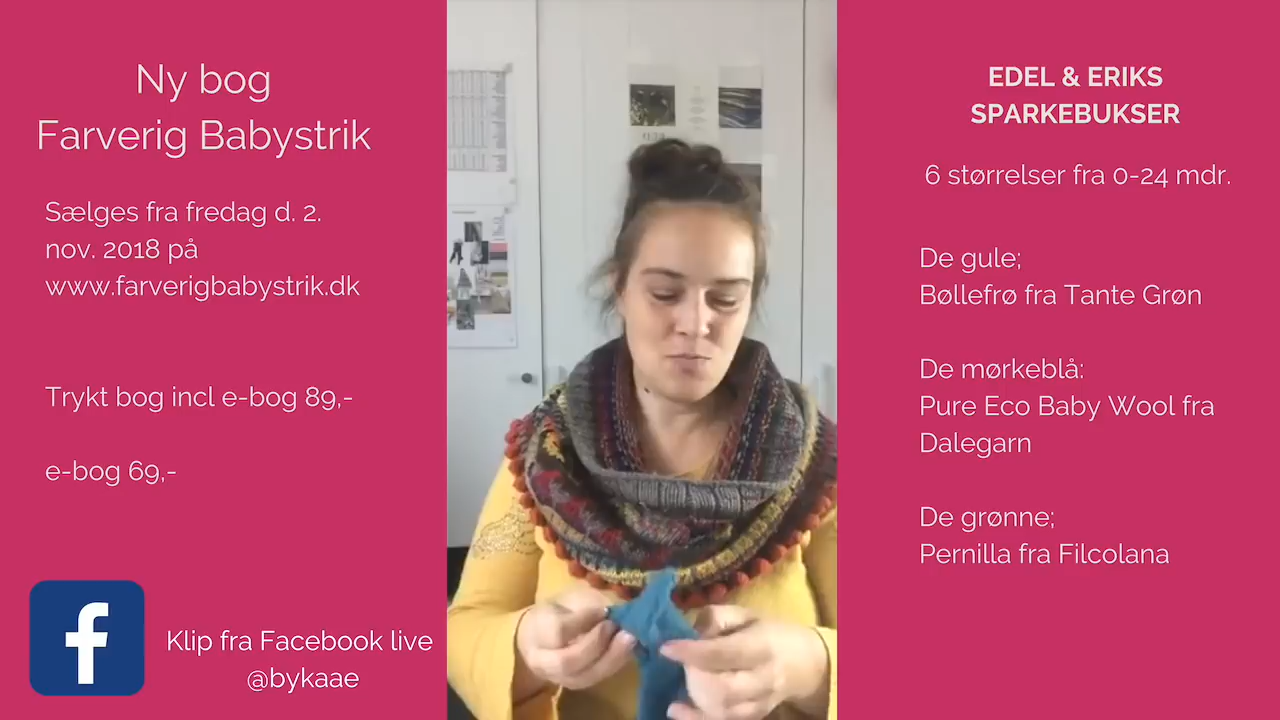 Ny bog
Farverig Babystrik
Sælges fra fredag d. 2.
nov. 2018 på
www.farverigbabystrik.dk
Trykt bog incl e-bog 89,-
e-bog 69,-
f
Klip fra Facebook live
@bykaae
EDEL & ERIKS
SPARKEBUKSER
6 størrelser fra 0-24 mdr.
De gule;
Bøllefrø fra Tante Grøn
De mørkeblå:
Pure Eco Baby Wool fra
Dalegarn
De grønne;
Pernilla fra Filcolana